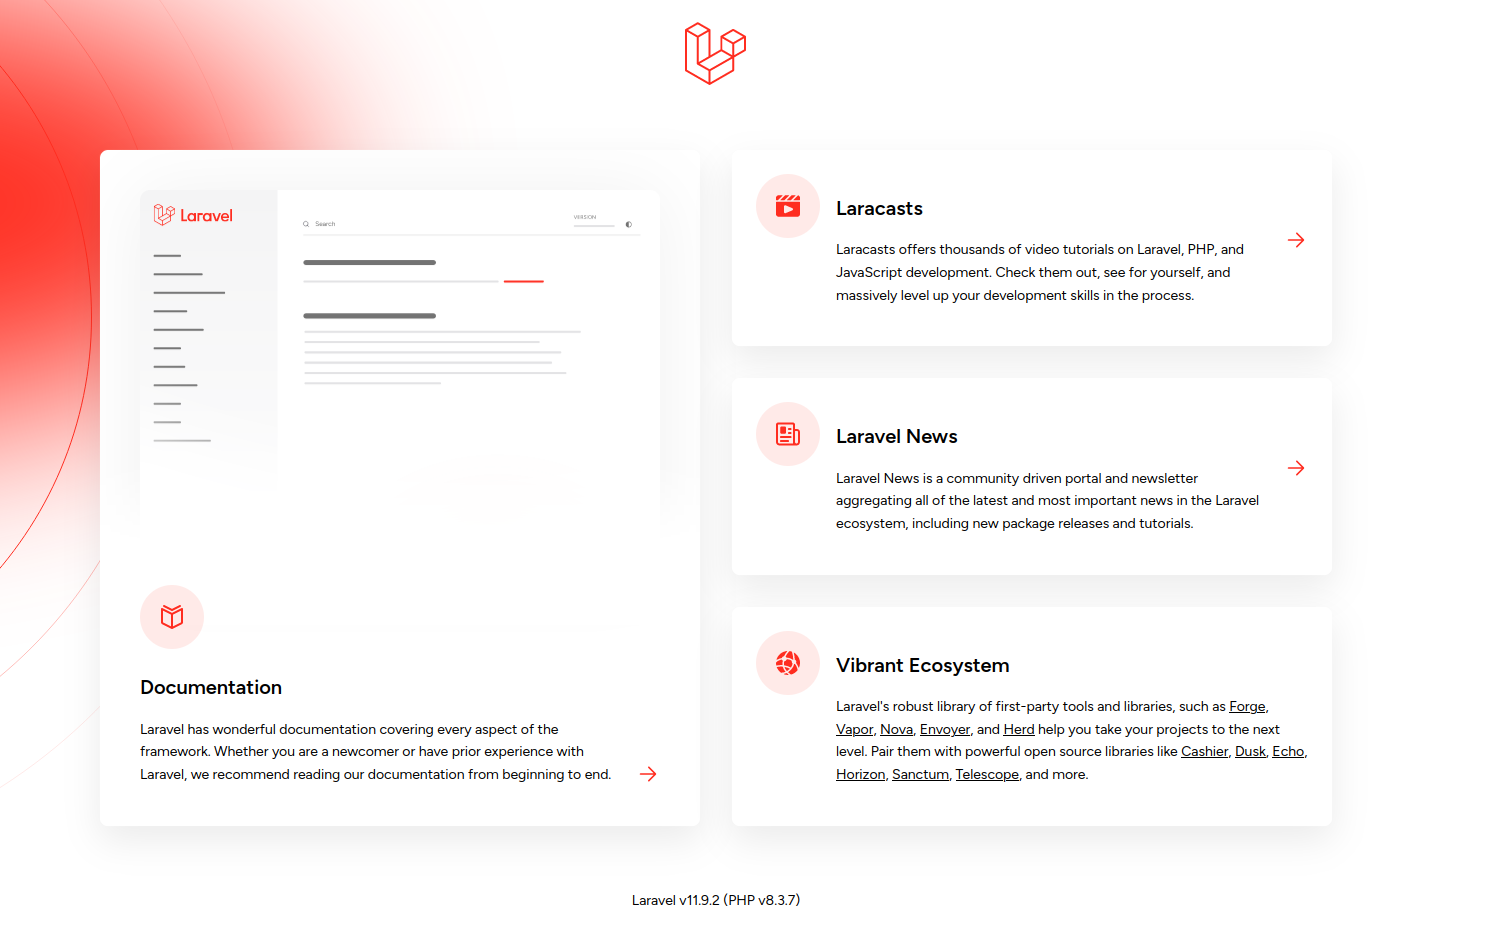 Laravel
Search
VERSION
Documentation
Laravel has wonderful documentation covering every aspect of the
framework. Whether you are a newcomer or have prior experience with
Laravel, we recommend reading our documentation from beginning to end.
Laracasts
Laracasts offers thousands of video tutorials on Laravel, PHP, and
JavaScript development. Check them out, see for yourself, and
massively level up your development skills in the process.
Laravel News
Laravel News is a community driven portal and newsletter
aggregating all of the latest and most important news in the Laravel
ecosystem, including new package releases and tutorials.
Vibrant Ecosystem
Laravel's robust library of first-party tools and libraries, such as Forge,
Vapor, Nova, Envoyer, and Herd help you take your projects to the next
level. Pair them with powerful open source libraries like Cashier, Dusk, Echo,
Horizon, Sanctum, Telescope, and more.
Laravel v11.9.2 (PHP v8.3.7)